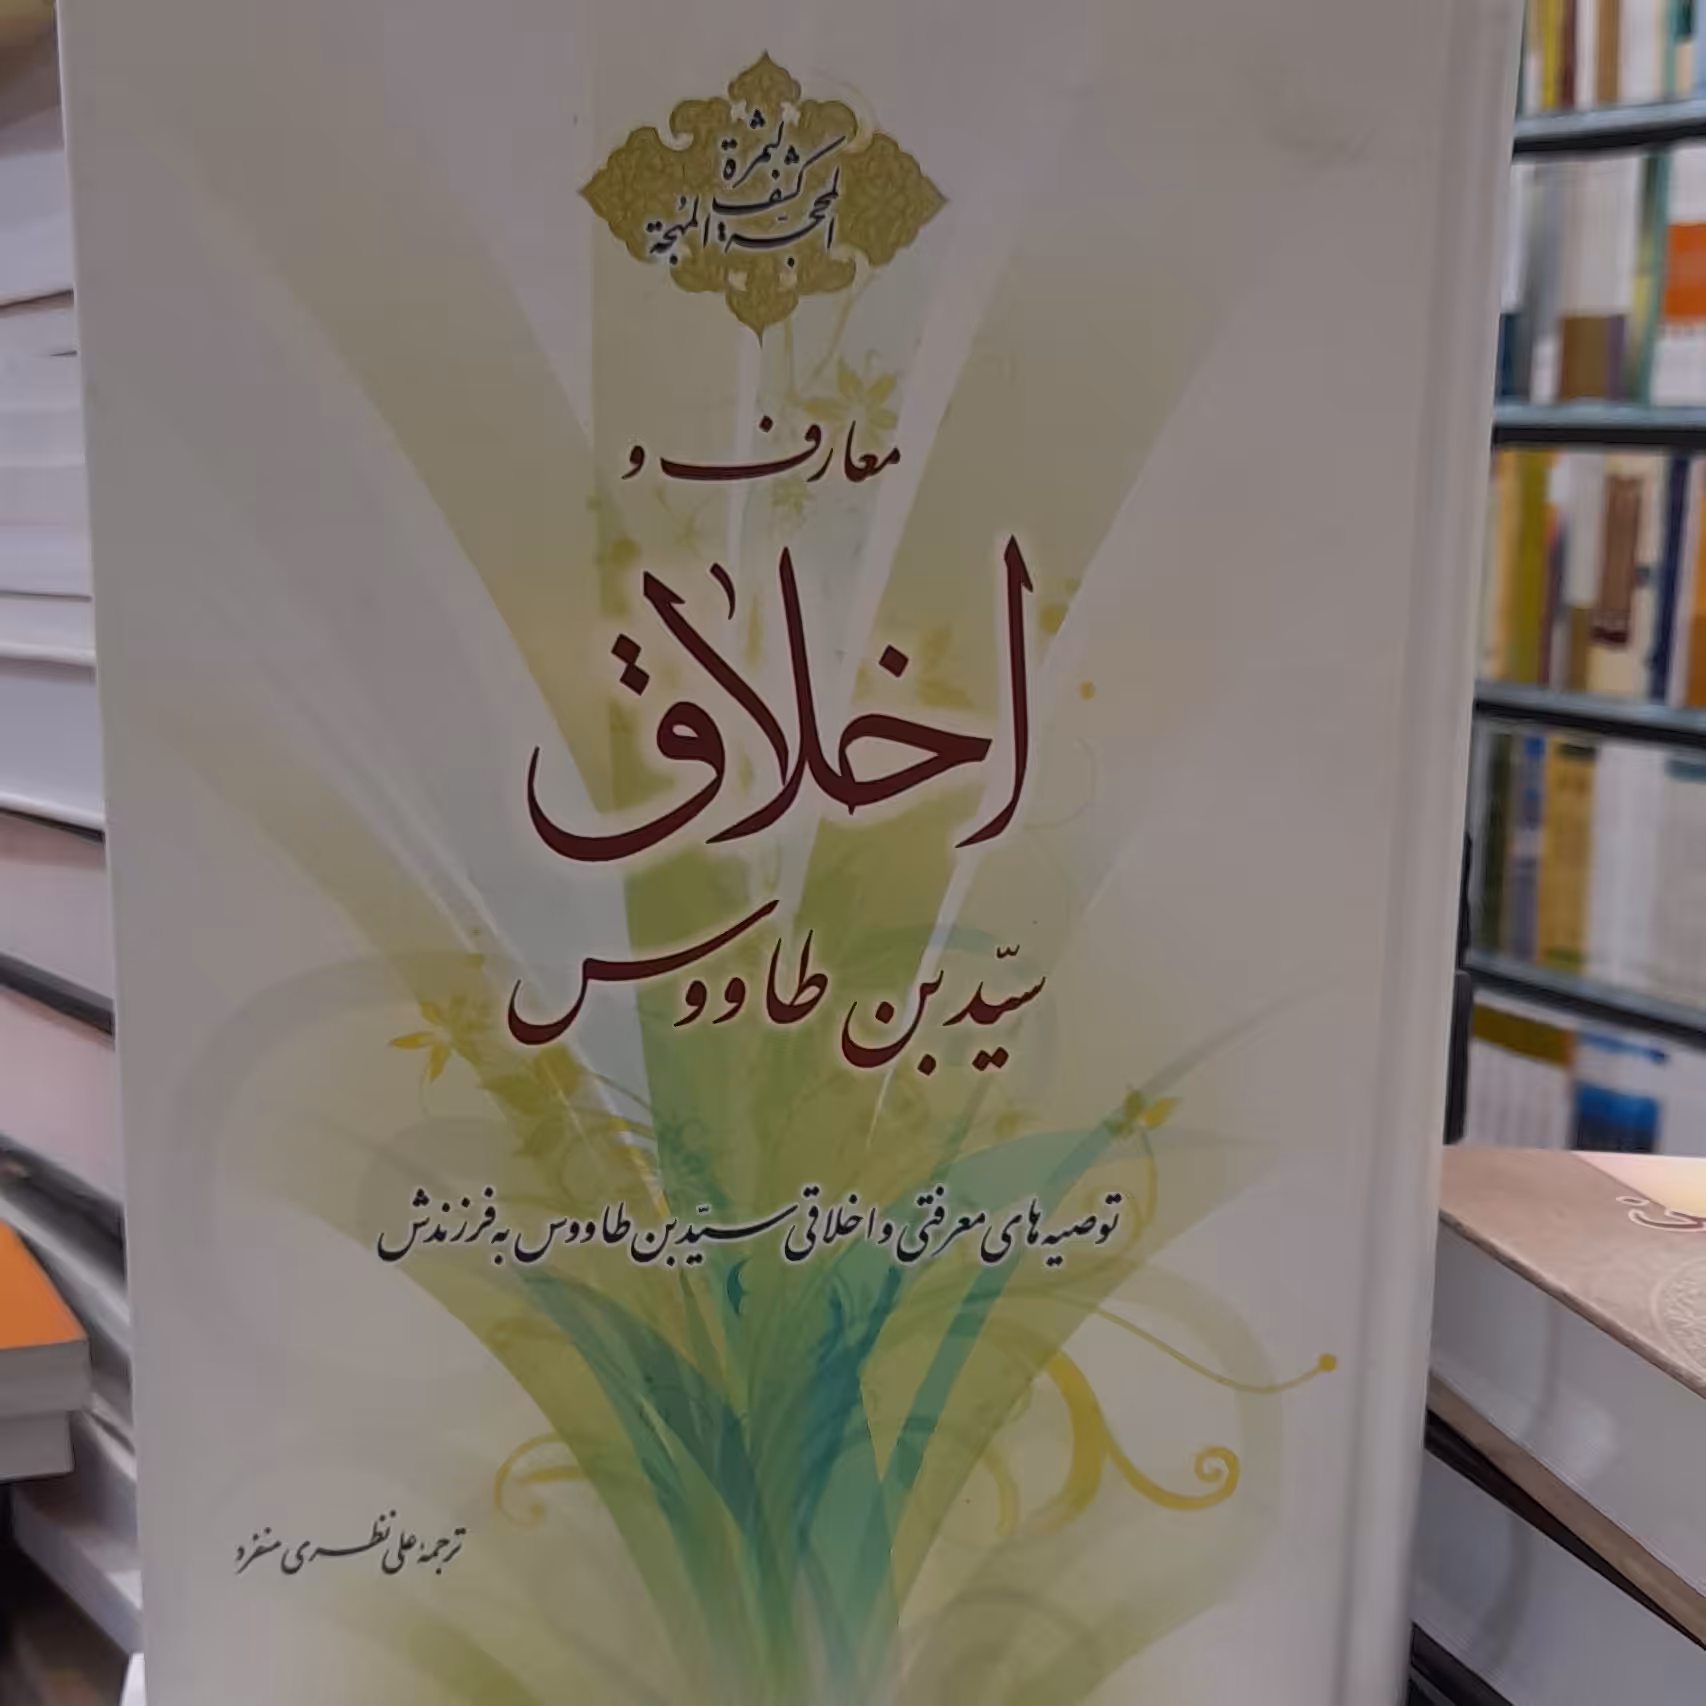 کشف المحجة
لثمرة المهجة
معارف و
اخلاق
سیّد بن طاووس
توصیه های معرفتی و اخلاقی سیّد بن طاووس به فرزندش
ترجمهٔ علی نظری منفرد